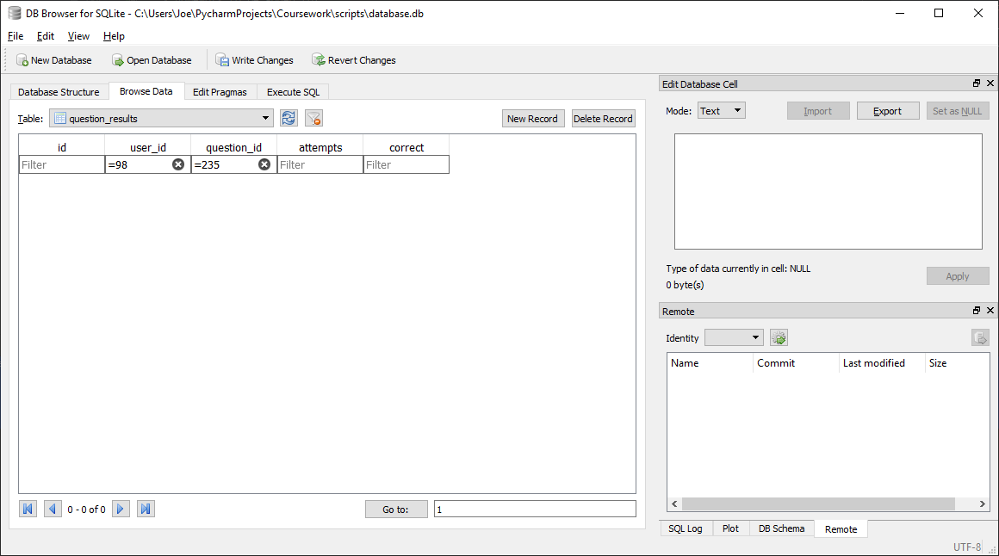 DB Browser for SQLite - C:\Users\Joe\PycharmProjects\Coursework\scripts\database.db
File Edit View Help
New Database Open Database Write Changes Revert Changes
Database Structure Browse Data Edit Pragmas Execute SQL
Table: question_results New Record Delete Record
id user_id question_id attempts correct
Filter =98 =235 Filter Filter
0 - 0 of 0 Go to: 1
Edit Database Cell
Mode: Text Import Export Set as NULL
Type of data currently in cell: NULL
0 byte(s)
Apply
Remote
Identity
Name Commit Last modified Size
SQL Log Plot DB Schema Remote
UTF-8